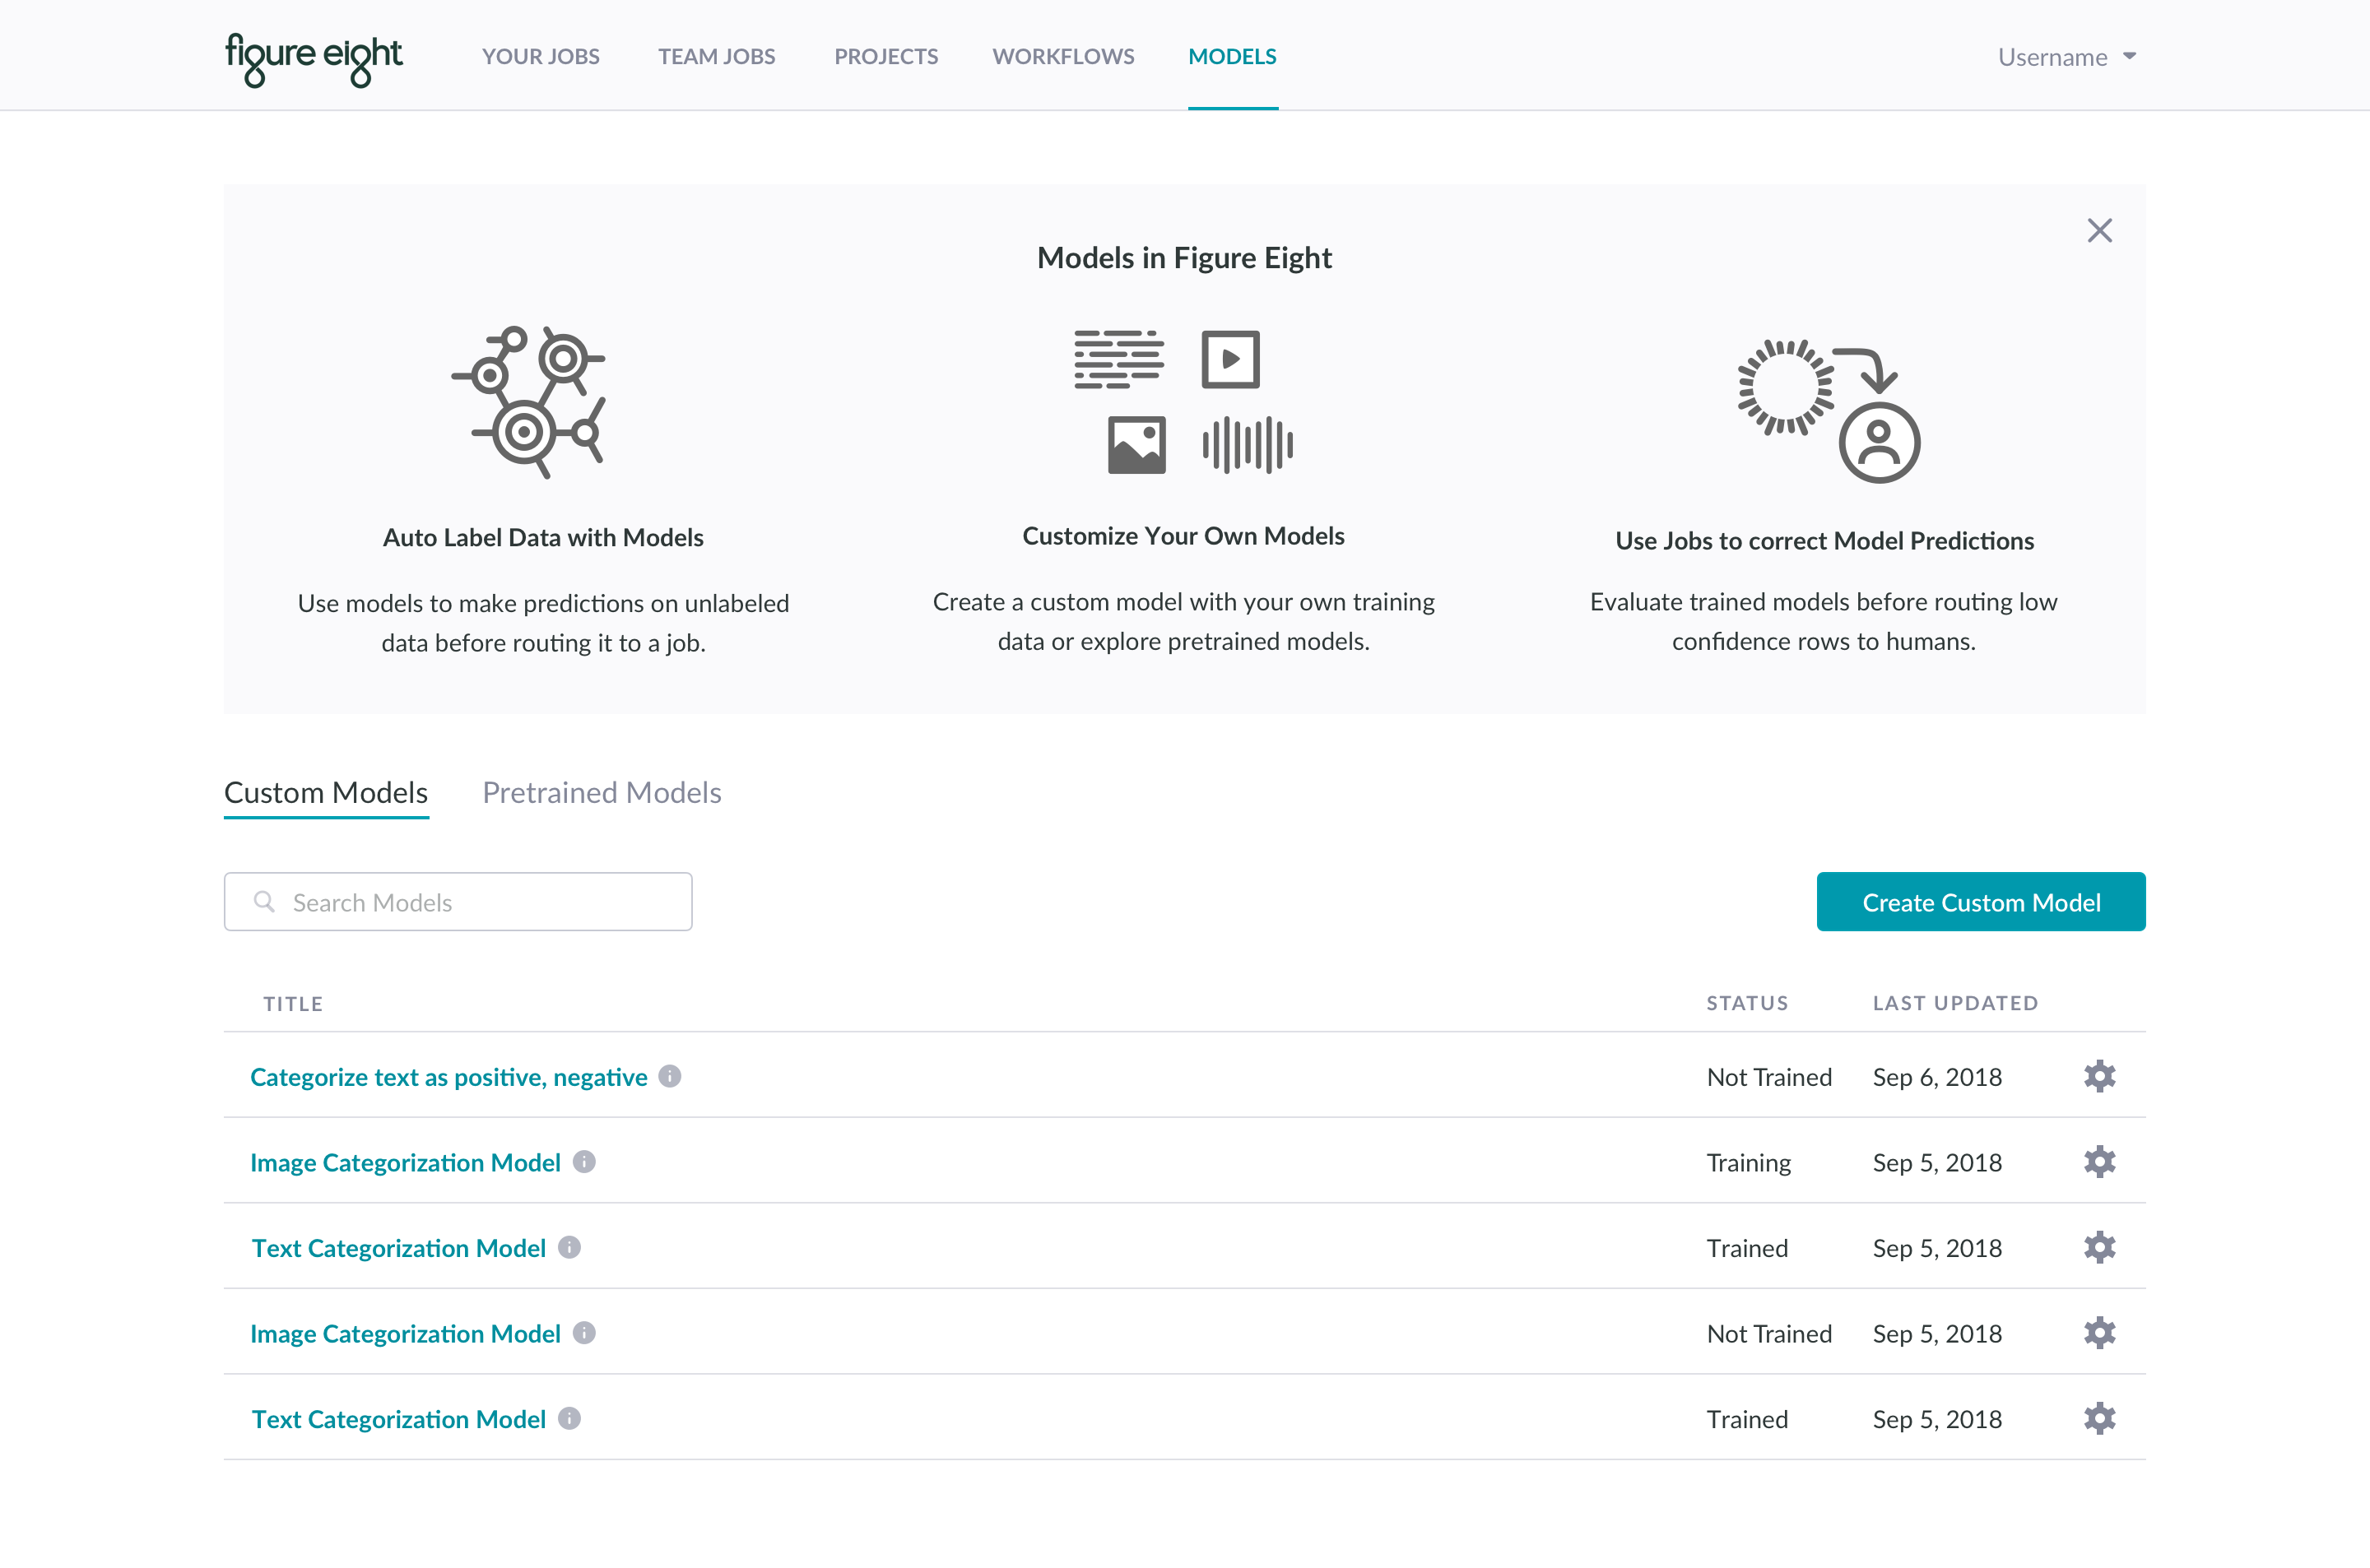 figure eight YOUR JOBS TEAM JOBS PROJECTS WORKFLOWS MODELS Username
Models in Figure Eight
Auto Label Data with Models
Use models to make predictions on unlabeled
data before routing it to a job.
Customize Your Own Models
Create a custom model with your own training
data or explore pretrained models.
Use Jobs to correct Model Predictions
Evaluate trained models before routing low
confidence rows to humans.
Custom Models Pretrained Models
Search Models Create Custom Model
TITLE STATUS LAST UPDATED
Categorize text as positive, negative Not Trained Sep 6, 2018
Image Categorization Model Training Sep 5, 2018
Text Categorization Model Trained Sep 5, 2018
Image Categorization Model Not Trained Sep 5, 2018
Text Categorization Model Trained Sep 5, 2018